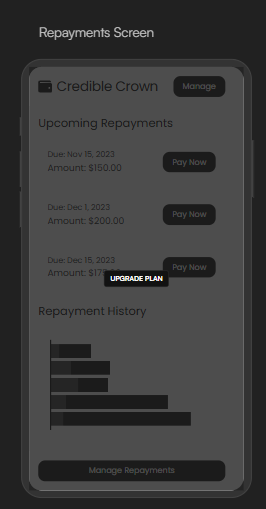 Repayments Screen
Credible Crown
Manage
Upcoming Repayments
Due: Nov 15, 2023
Amount: $150.00
Pay Now
Due: Dec 1, 2023
Amount: $200.00
Pay Now
Due: Dec 15, 2023
Amount:
Pay Now
UPGRADE PLAN
Repayment History
Manage Repayments